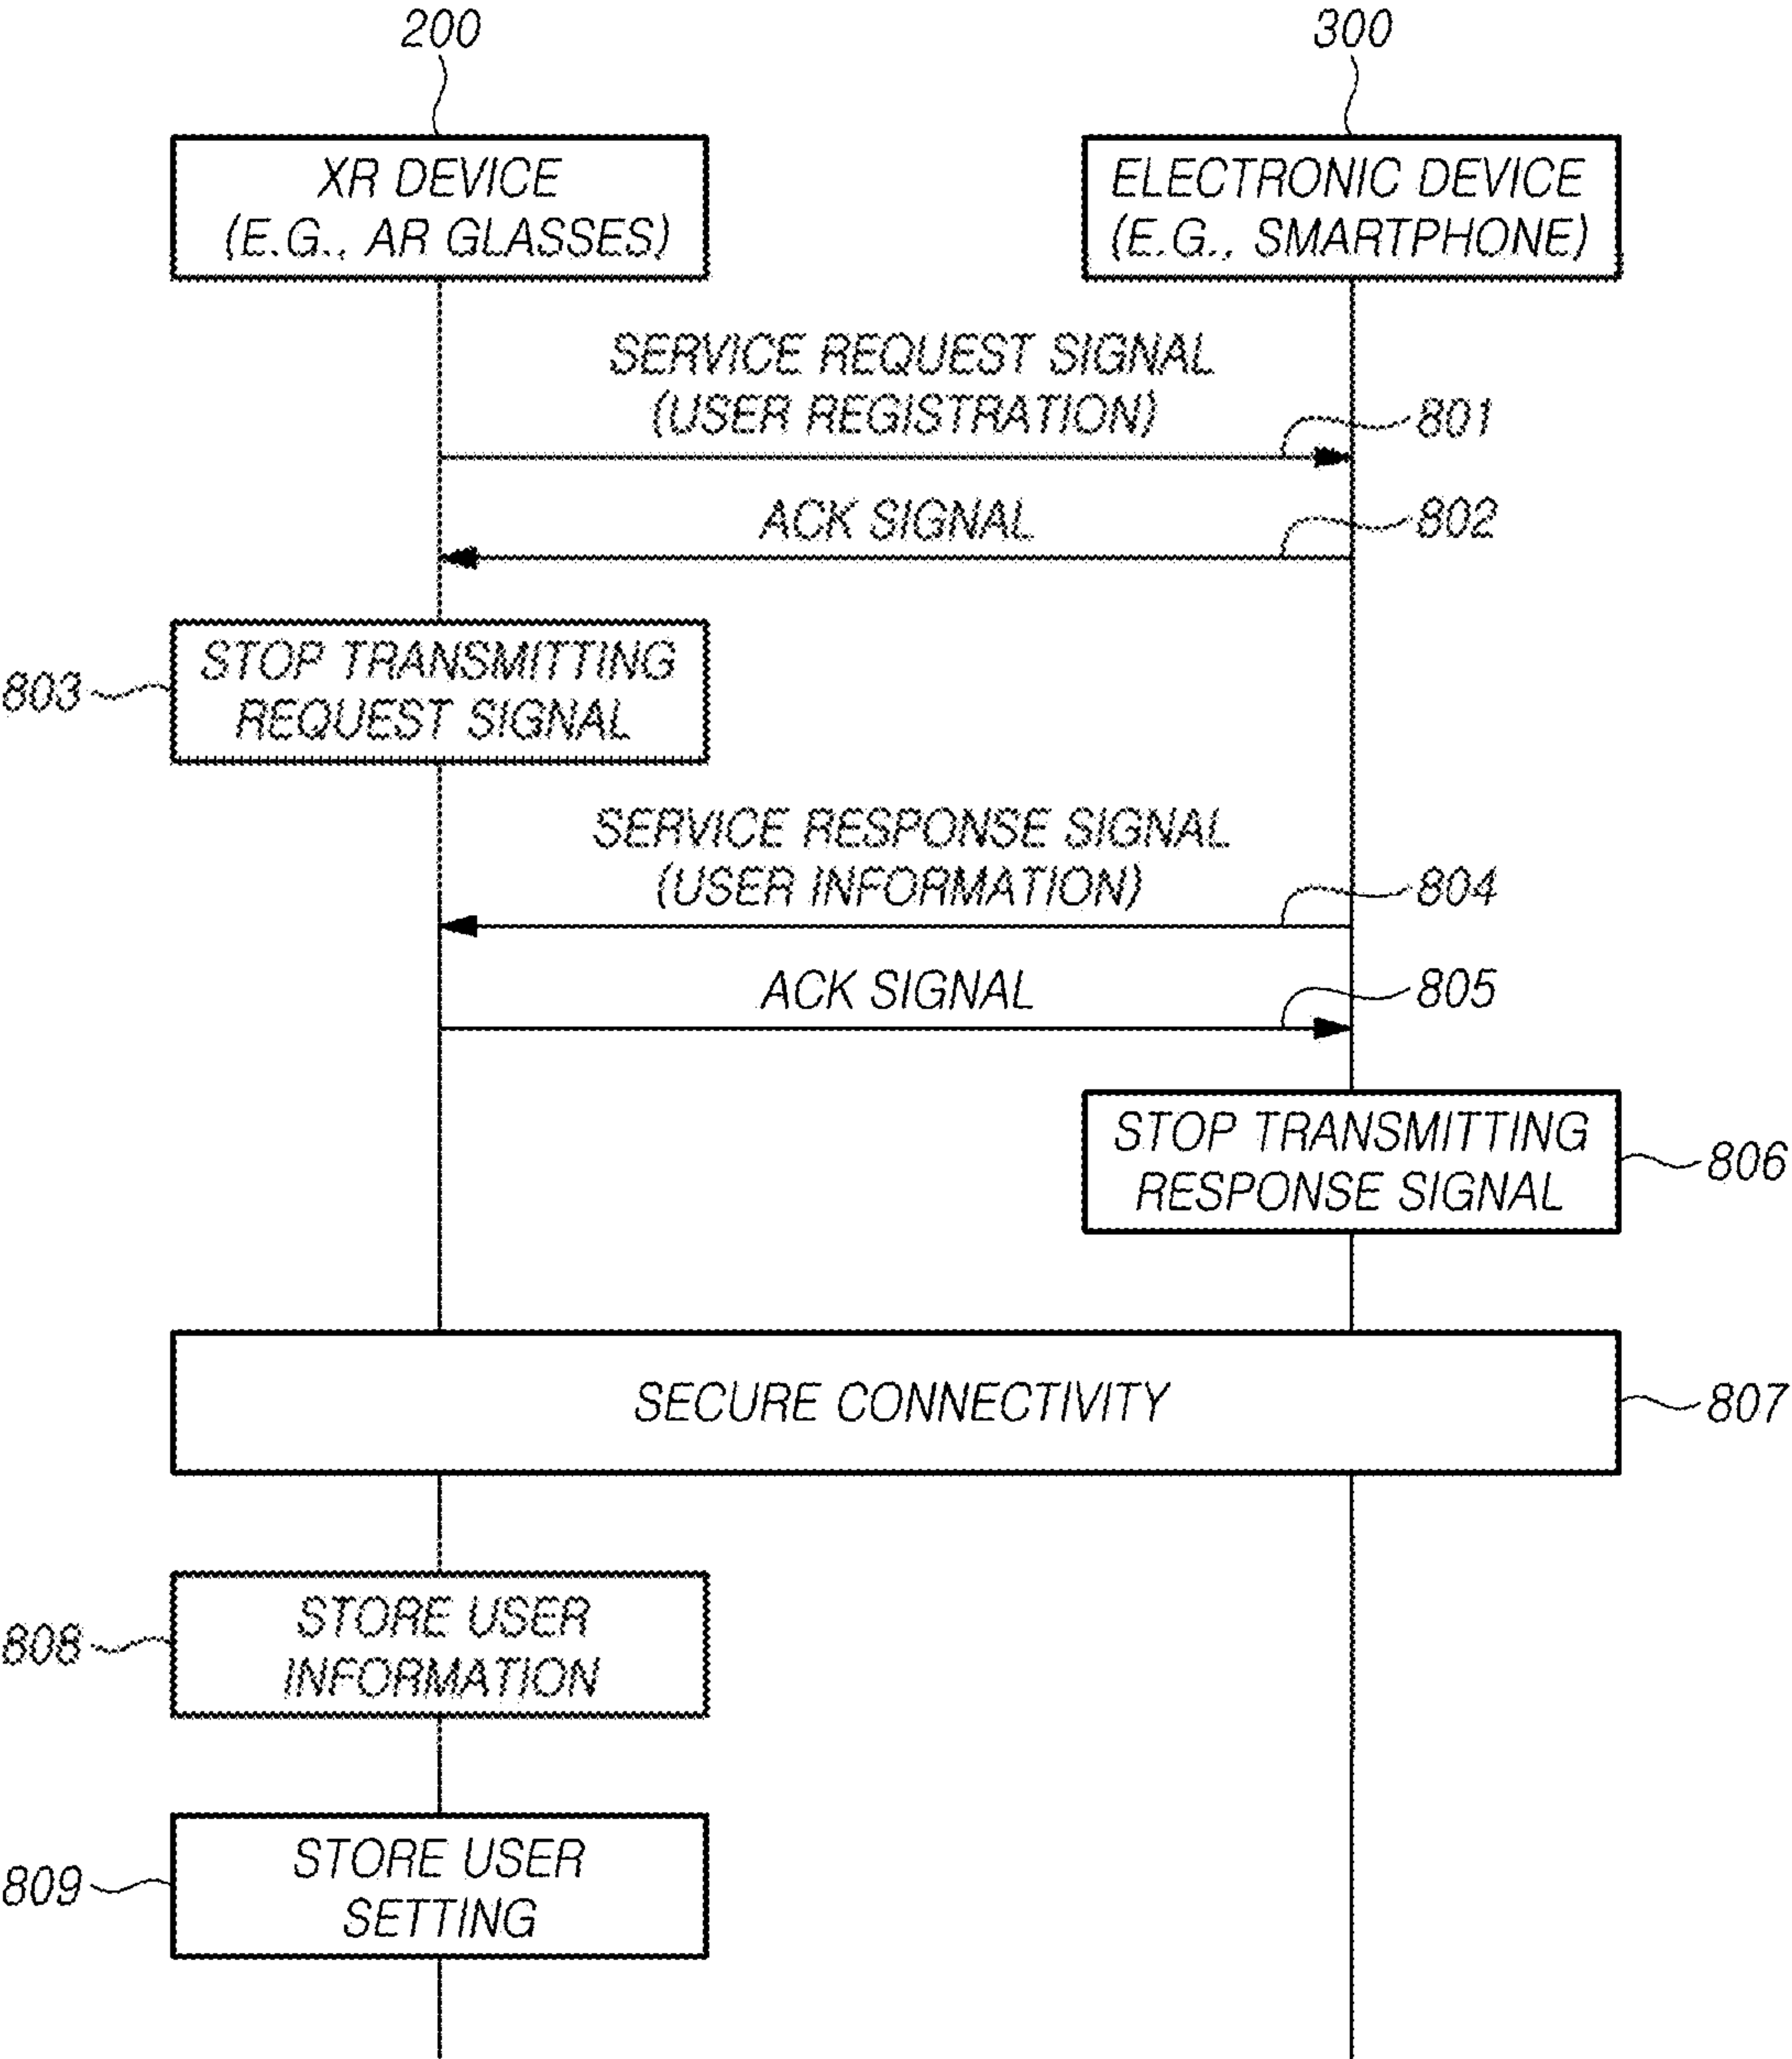 200
300
XR DEVICE
(E.G., AR GLASSES)
ELECTRONIC DEVICE
(E.G., SMARTPHONE)
SERVICE REQUEST SIGNAL
(USER REGISTRATION)
801
ACK SIGNAL
802
STOP TRANSMITTING
REQUEST SIGNAL
803
SERVICE RESPONSE SIGNAL
(USER INFORMATION)
804
ACK SIGNAL
805
STOP TRANSMITTING
RESPONSE SIGNAL
806
SECURE CONNECTIVITY
807
STORE USER
INFORMATION
808
STORE USER
SETTING
809